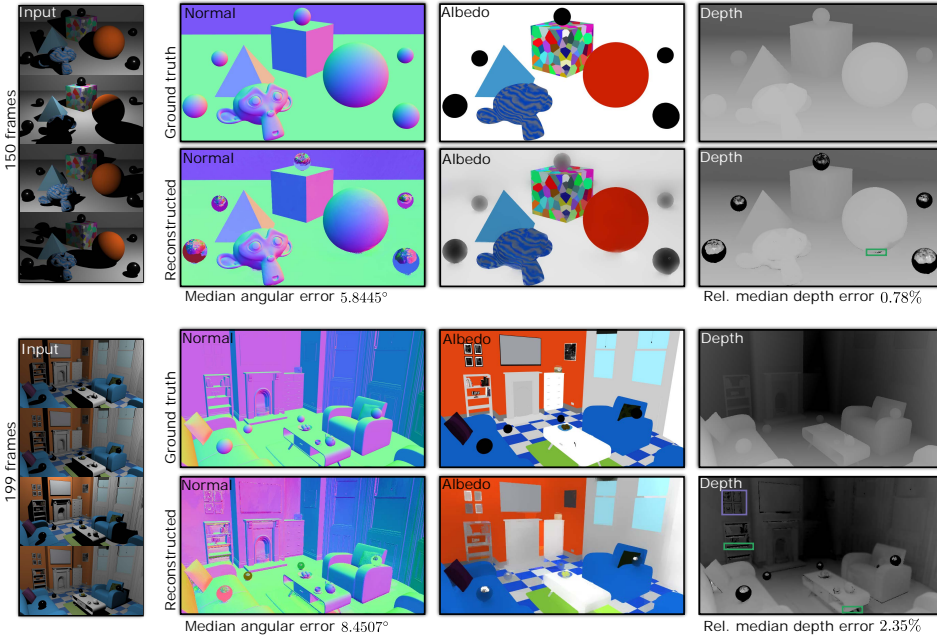 Input
Normal
Albedo
Depth
150 frames
Ground truth
Normal
Albedo
Depth
Reconstructed
Median angular error 5.8445°
Rel. median depth error 0.78%
Input
Normal
Albedo
Depth
199 frames
Ground truth
Normal
Albedo
Depth
Reconstructed
Median angular error 8.4507°
Rel. median depth error 2.35%